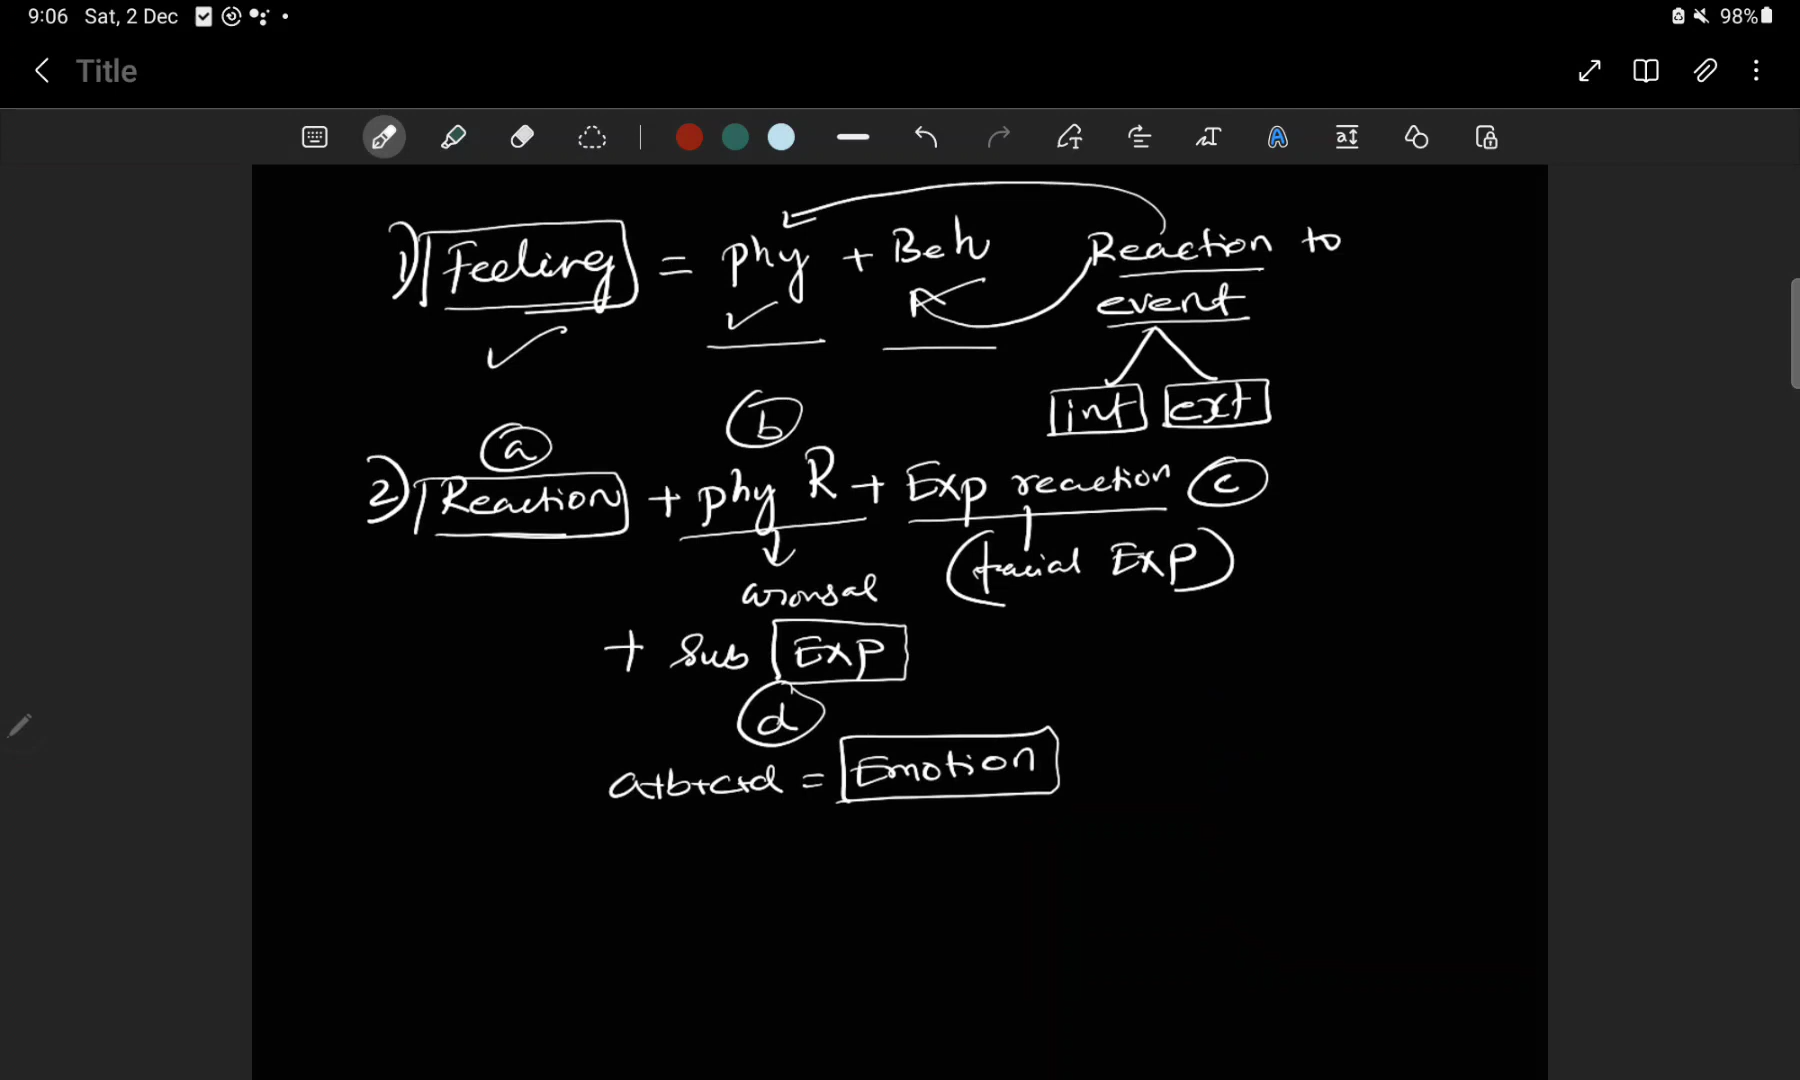 9:06 Sat, 2 Dec 98%
Title
1) Feeling = phy + Beh Reaction to
event
int ext
a b
2) Reaction + phy R + Exp reaction c
arousal (facial Exp)
+ Sub Exp
d
a+b+c+d = Emotion